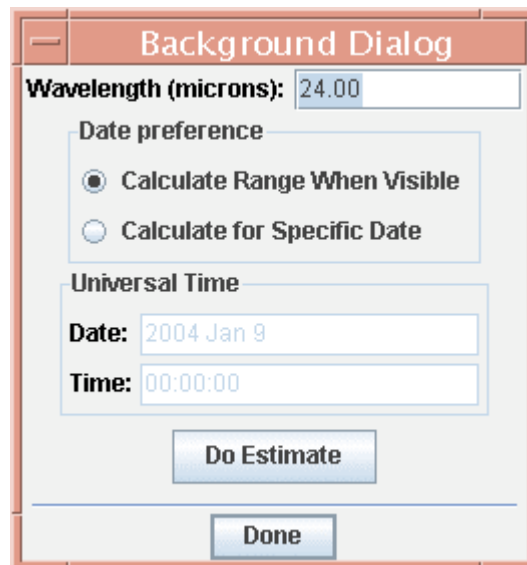 Background Dialog
Wavelength (microns): 24.00
Date preference
Calculate Range When Visible
Calculate for Specific Date
Universal Time
Date: 2004 Jan 9
Time: 00:00:00
Do Estimate
Done